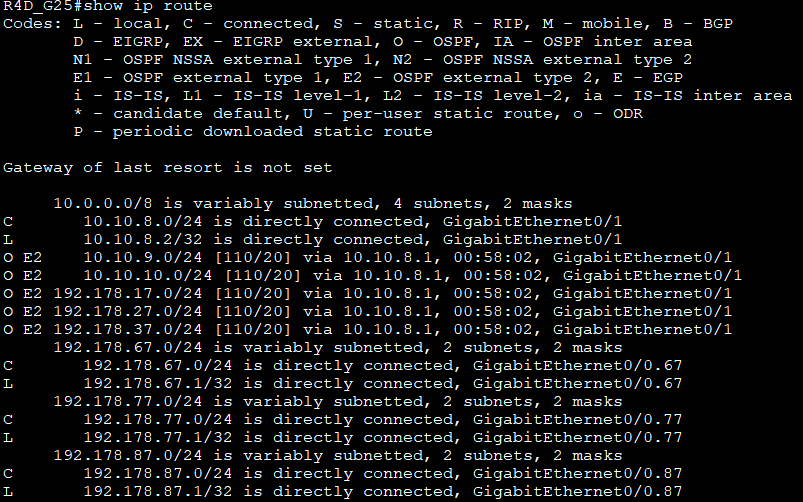 R4D_G25#show ip route
Codes: L - local, C - connected, S - static, R - RIP, M - mobile, B - BGP
       D - EIGRP, EX - EIGRP external, O - OSPF, IA - OSPF inter area
       N1 - OSPF NSSA external type 1, N2 - OSPF NSSA external type 2
       E1 - OSPF external type 1, E2 - OSPF external type 2, E - EGP
       i - IS-IS, L1 - IS-IS level-1, L2 - IS-IS level-2, ia - IS-IS inter area
       * - candidate default, U - per-user static route, o - ODR
       P - periodic downloaded static route
Gateway of last resort is not set
     10.0.0.0/8 is variably subnetted, 4 subnets, 2 masks
C       10.10.8.0/24 is directly connected, GigabitEthernet0/1
L       10.10.8.2/32 is directly connected, GigabitEthernet0/1
O E2    10.10.9.0/24 [110/20] via 10.10.8.1, 00:58:02, GigabitEthernet0/1
O E2    10.10.10.0/24 [110/20] via 10.10.8.1, 00:58:02, GigabitEthernet0/1
O E2 192.178.17.0/24 [110/20] via 10.10.8.1, 00:58:02, GigabitEthernet0/1
O E2 192.178.27.0/24 [110/20] via 10.10.8.1, 00:58:02, GigabitEthernet0/1
O E2 192.178.37.0/24 [110/20] via 10.10.8.1, 00:58:02, GigabitEthernet0/1
     192.178.67.0/24 is variably subnetted, 2 subnets, 2 masks
C       192.178.67.0/24 is directly connected, GigabitEthernet0/0.67
L       192.178.67.1/32 is directly connected, GigabitEthernet0/0.67
     192.178.77.0/24 is variably subnetted, 2 subnets, 2 masks
C       192.178.77.0/24 is directly connected, GigabitEthernet0/0.77
L       192.178.77.1/32 is directly connected, GigabitEthernet0/0.77
     192.178.87.0/24 is variably subnetted, 2 subnets, 2 masks
C       192.178.87.0/24 is directly connected, GigabitEthernet0/0.87
L       192.178.87.1/32 is directly connected, GigabitEthernet0/0.87